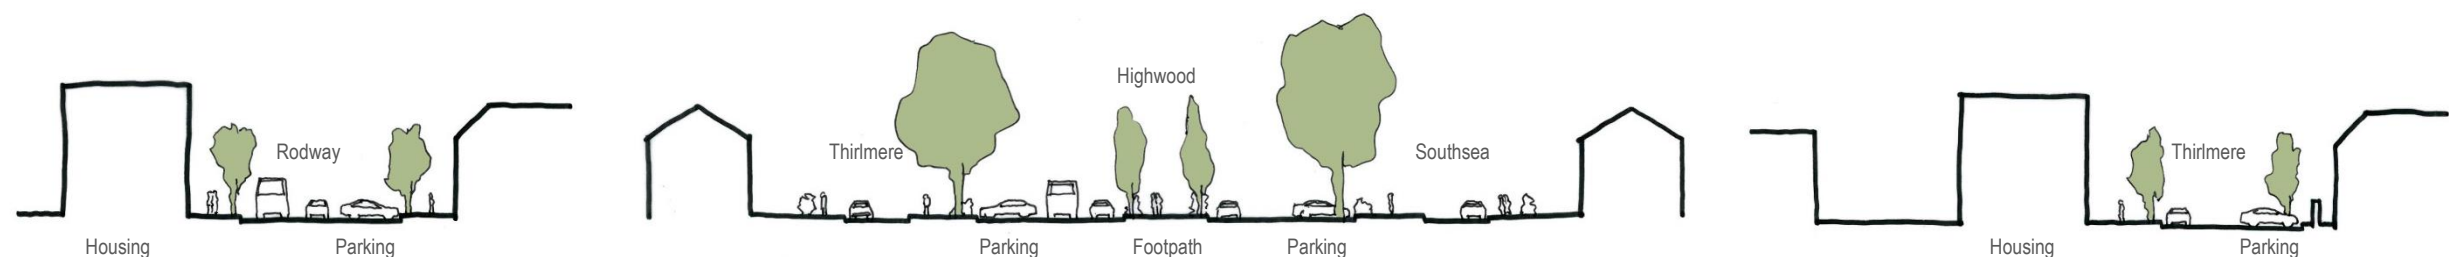 Highwood
Rodway
Thirlmere
Southsea
Thirlmere
Housing
Parking
Parking
Footpath
Parking
Housing
Parking